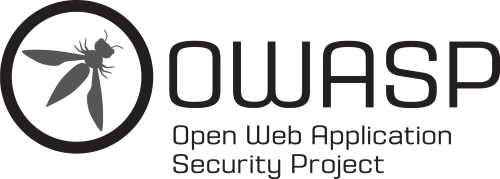 OWASP
Open Web Application
Security Project